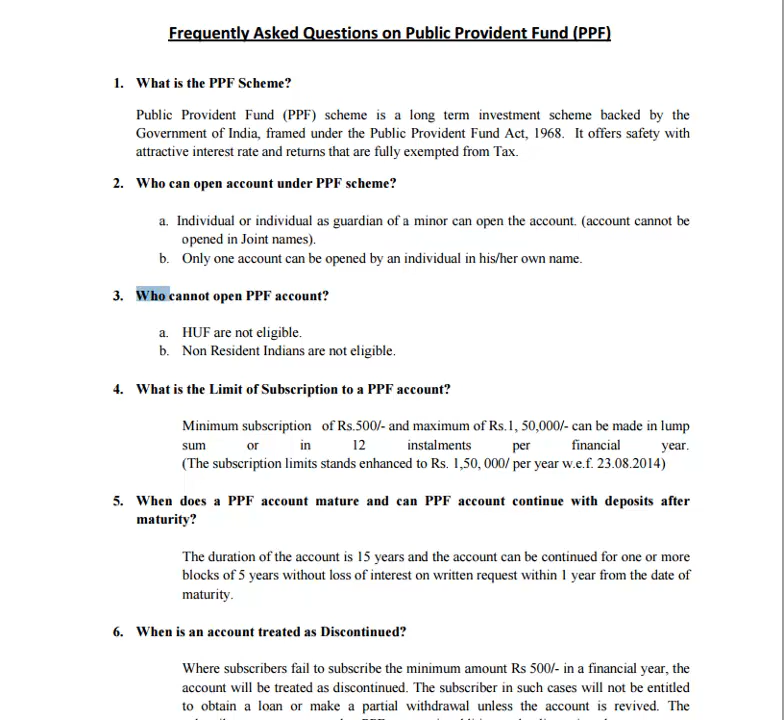 Frequently Asked Questions on Public Provident Fund (PPF)
1. What is the PPF Scheme?
Public Provident Fund (PPF) scheme is a long term investment scheme backed by the
Government of India, framed under the Public Provident Fund Act, 1968. It offers safety with
attractive interest rate and returns that are fully exempted from Tax.
2. Who can open account under PPF scheme?
a. Individual or individual as guardian of a minor can open the account. (account cannot be
opened in Joint names).
b. Only one account can be opened by an individual in his/her own name.
3. Who cannot open PPF account?
a. HUF are not eligible.
b. Non Resident Indians are not eligible.
4. What is the Limit of Subscription to a PPF account?
Minimum subscription of Rs.500/- and maximum of Rs.1, 50,000/- can be made in lump
sum or in 12 instalments per financial year.
(The subscription limits stands enhanced to Rs. 1,50, 000/ per year w.e.f. 23.08.2014)
5. When does a PPF account mature and can PPF account continue with deposits after
maturity?
The duration of the account is 15 years and the account can be continued for one or more
blocks of 5 years without loss of interest on written request within 1 year from the date of
maturity.
6. When is an account treated as Discontinued?
Where subscribers fail to subscribe the minimum amount Rs 500/- in a financial year, the
account will be treated as discontinued. The subscriber in such cases will not be entitled
to obtain a loan or make a partial withdrawal unless the account is revived. The